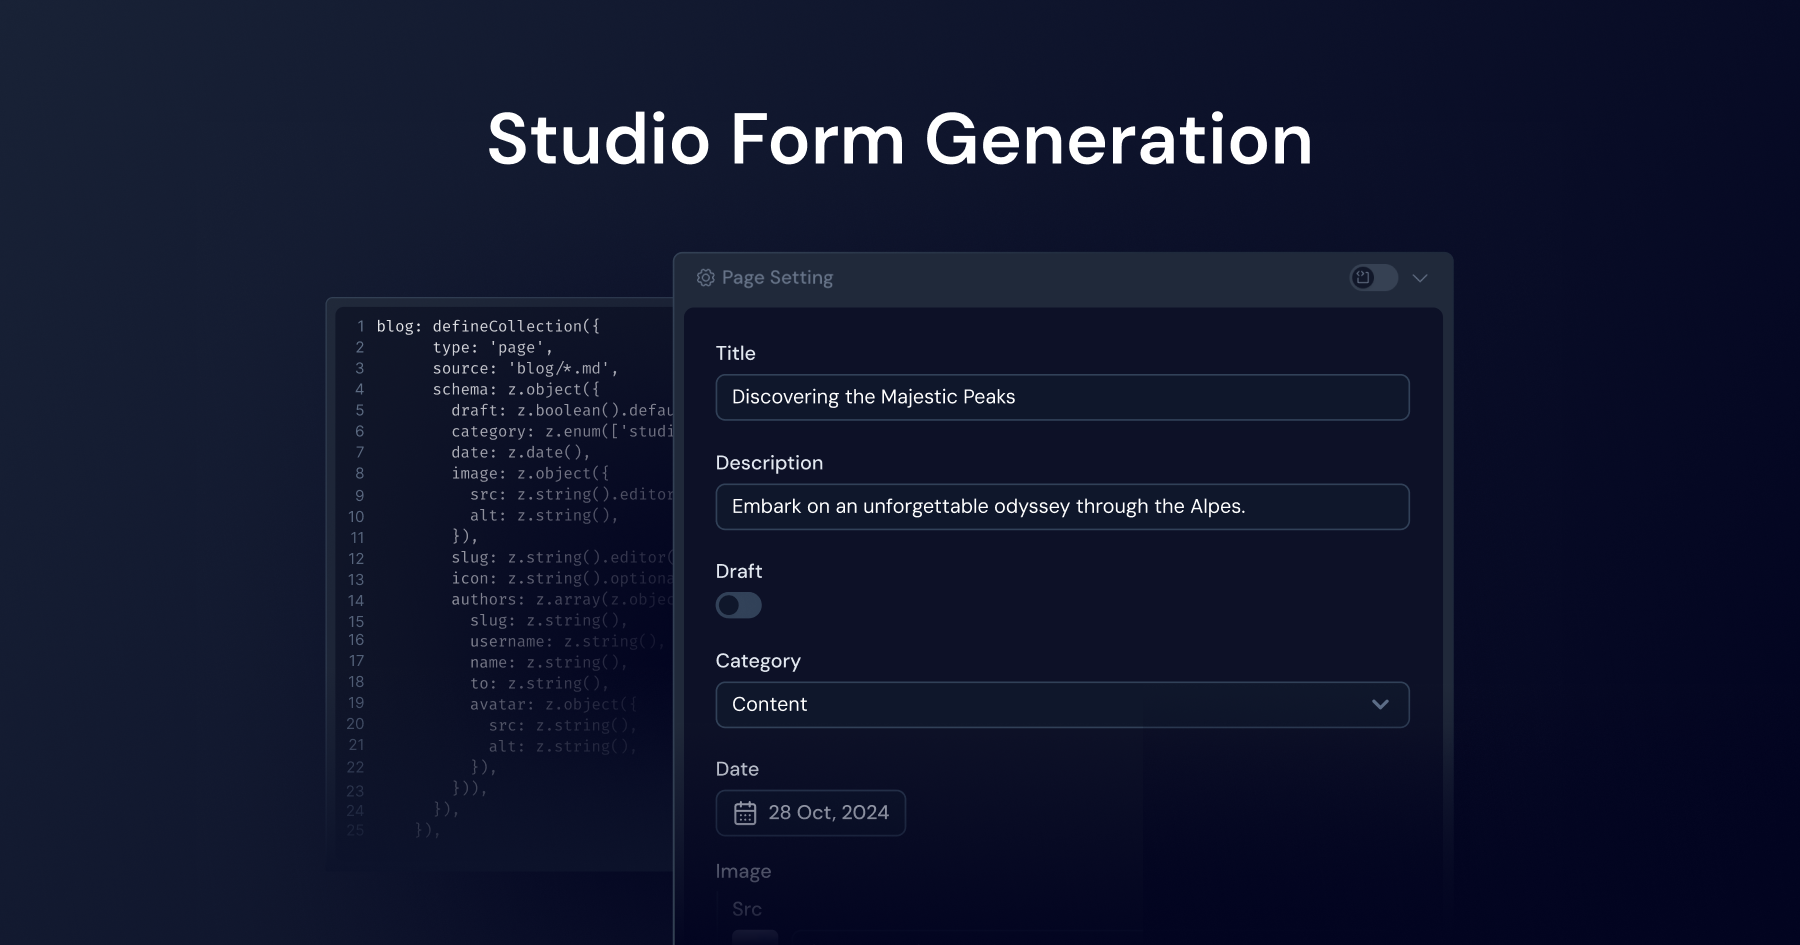 Studio Form Generation
1 blog: defineCollection({
2 type: 'page',
3 source: 'blog/*.md',
4 schema: z.object({
5 draft: z.boolean().defau
6 category: z.enum(['studi
7 date: z.date(),
8 image: z.object({
9 src: z.string().editor
10 alt: z.string(),
11 }),
12 slug: z.string().editor(
13 icon: z.string().optiona
14 authors: z.array(z.objec
15 slug: z.string(),
16 username: z.string(),
17 name: z.string(),
18 to: z.string(),
19 avatar: z.object({
20 src: z.string(),
21 alt: z.string(),
22 }),
23 })),
24 }),
25 }),
Page Setting
Title
Discovering the Majestic Peaks
Description
Embark on an unforgettable odyssey through the Alpes.
Draft
Category
Content
Date
28 Oct, 2024
Image
Src